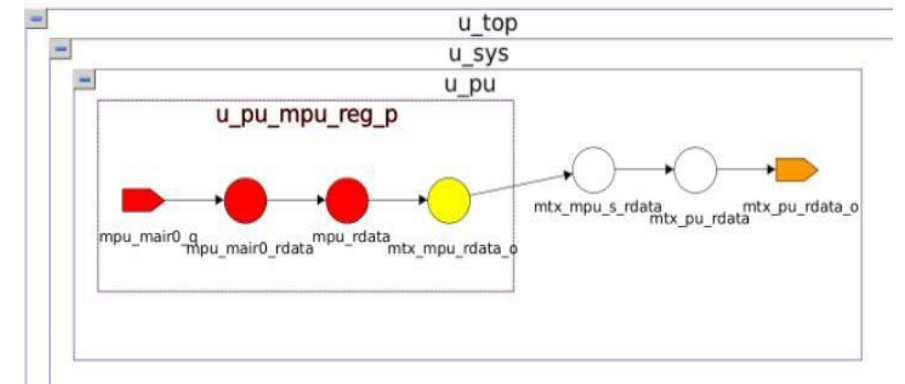 u_top
u_sys
u_pu
u_pu_mpu_reg_p
mpu_mair0_q
mpu_mair0_rdata
mpu_rdata
mtx_mpu_rdata_o
mtx_mpu_s_rdata
mtx_pu_rdata
mtx_pu_rdata_o